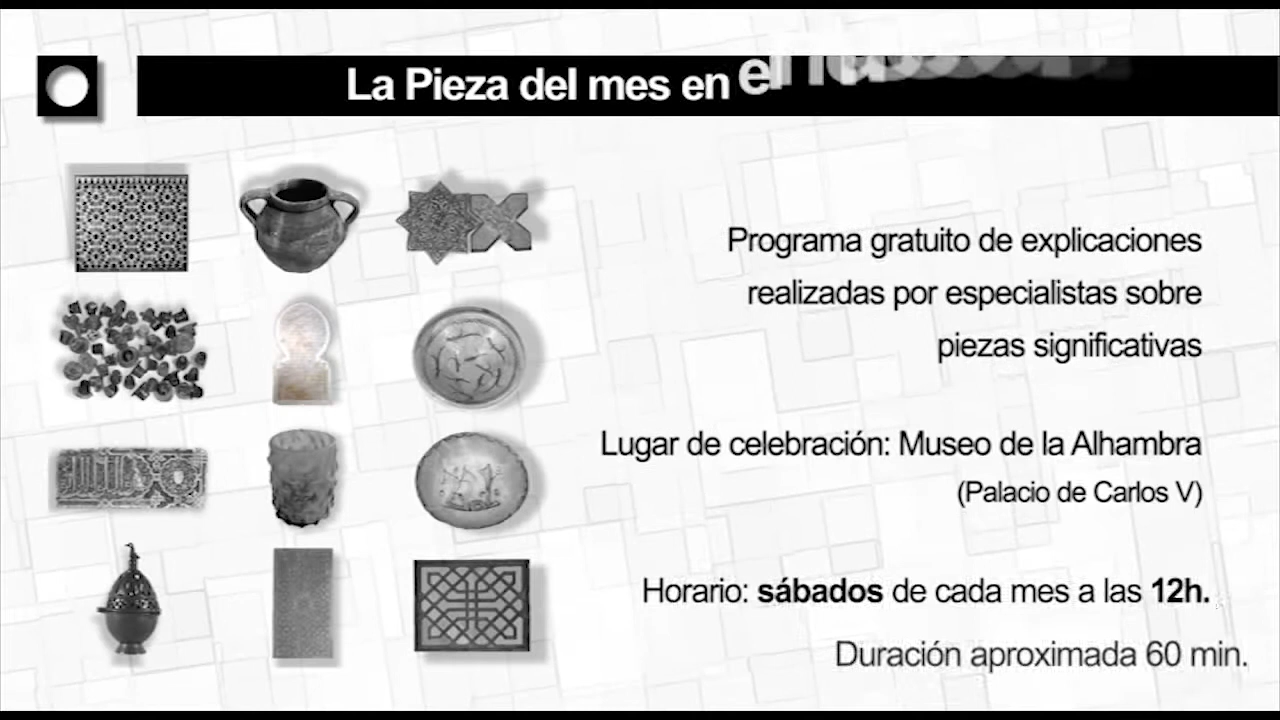 La Pieza del mes en el
Programa gratuito de explicaciones
realizadas por especialistas sobre
piezas significativas
Lugar de celebración: Museo de la Alhambra
(Palacio de Carlos V)
Horario: sábados de cada mes a las 12h.
Duración aproximada 60 min.